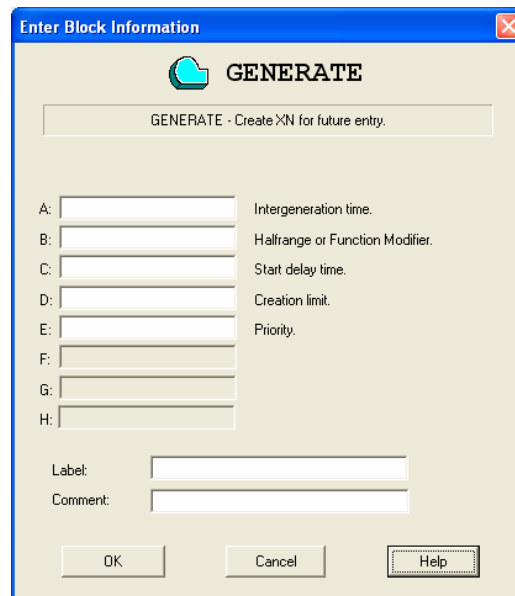 Enter Block Information
GENERATE
GENERATE - Create XN for future entry.
A: Intergeneration time.
B: Halfrange or Function Modifier.
C: Start delay time.
D: Creation limit.
E: Priority.
F:
G:
H:
Label:
Comment:
OK Cancel Help